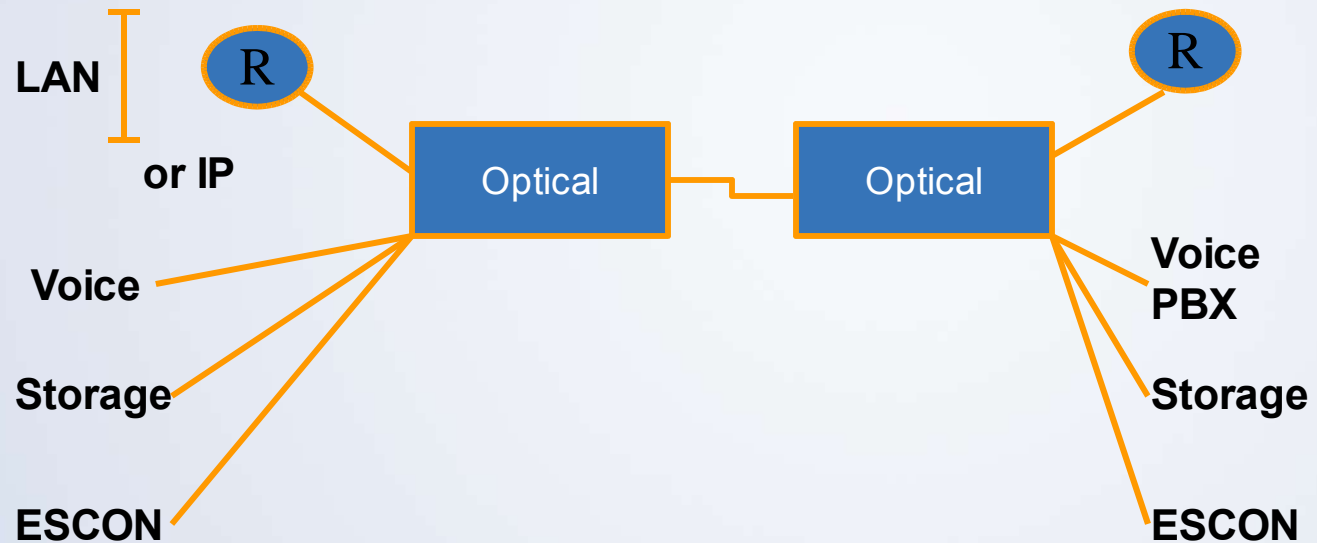 R
R
LAN
or IP
Optical
Optical
Voice
Voice
PBX
Storage
Storage
ESCON
ESCON